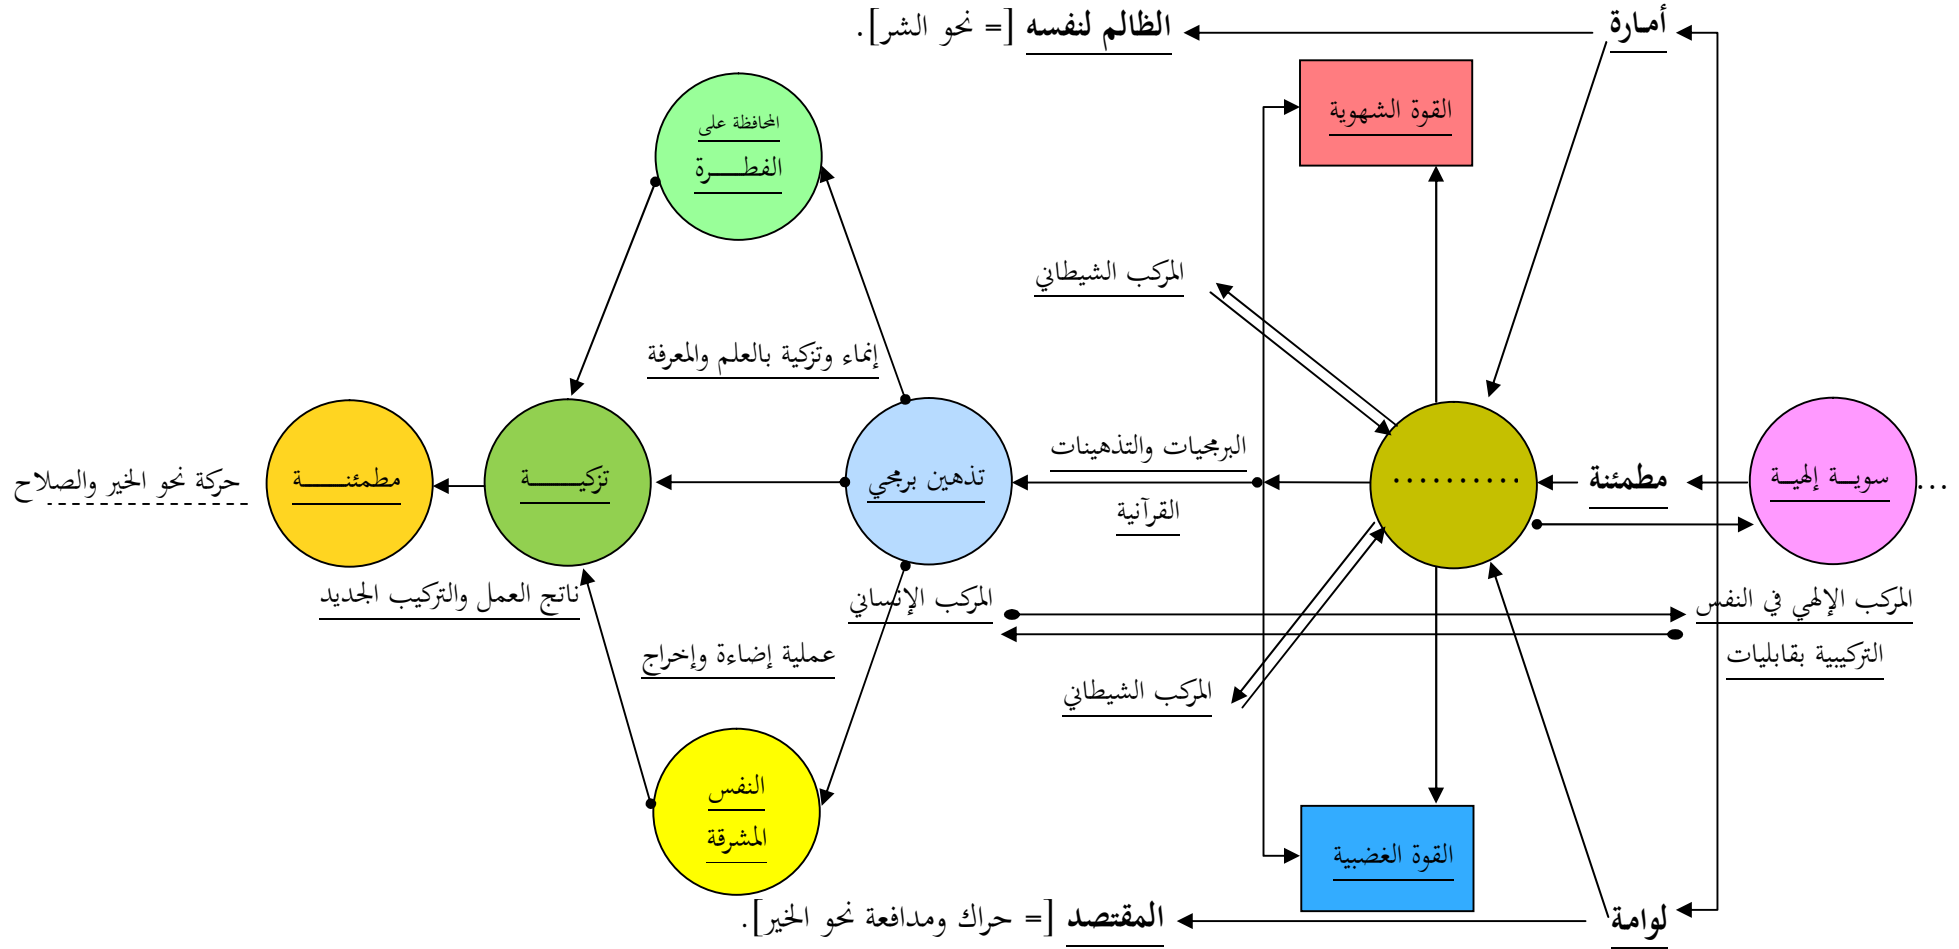 أمارة
الظالم لنفسه [= نحو الشر].
القوة الشهوية
المحافظة على
الفطـــرة
المركب الشيطاني
إنماء وتزكية بالعلم والمعرفة
البرمجيات والتذهينات
القرآنية
...
سويـة إلهيـة
مطمئنة
..........
تذهين برمجي
تزكيــــة
مطمئنــــة
حركة نحو الخير والصلاح
المركب الإلهي في النفس
التركيبية بقابليات
المركب الإنساني
ناتج العمل والتركيب الجديد
عملية إضاءة وإخراج
المركب الشيطاني
النفس
المشرقة
القوة الغضبية
لوامة
المقتصد [= حراك ومدافعة نحو الخير].